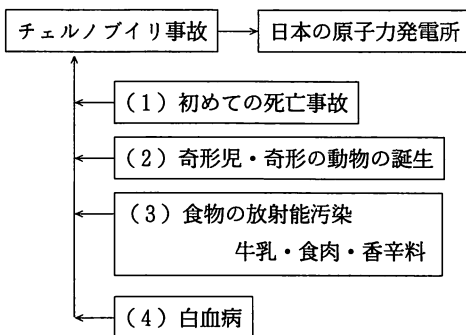 チェルノブイリ事故
日本の原子力発電所
(1)初めての死亡事故
(2)奇形児・奇形の動物の誕生
(3)食物の放射能汚染
牛乳・食肉・香辛料
(4)白血病